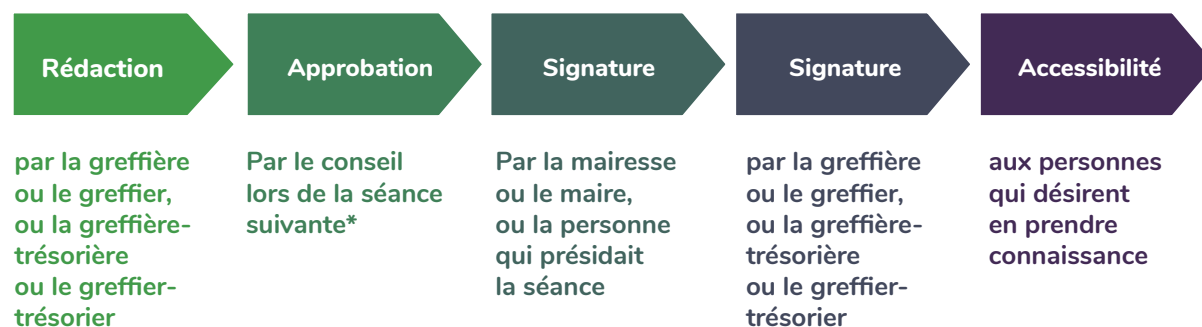 Rédaction
Approbation
Signature
Signature
Accessibilité
par la greffière
ou le greffier,
ou la greffière-
trésorière
ou le greffier-
trésorier
Par le conseil
lors de la séance
suivante*
Par la mairesse
ou le maire,
ou la personne
qui présidait
la séance
par la greffière
ou le greffier,
ou la greffière-
trésorière
ou le greffier-
trésorier
aux personnes
qui désirent
en prendre
connaissance